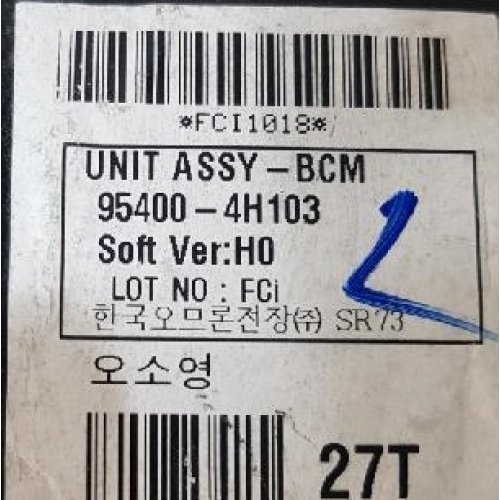 *FCI1018*
UNIT ASSY-BCM
95400-4H103
Soft Ver:H0
LOT NO : FCi
한국오므론전장(주) SR73
오소영
27T